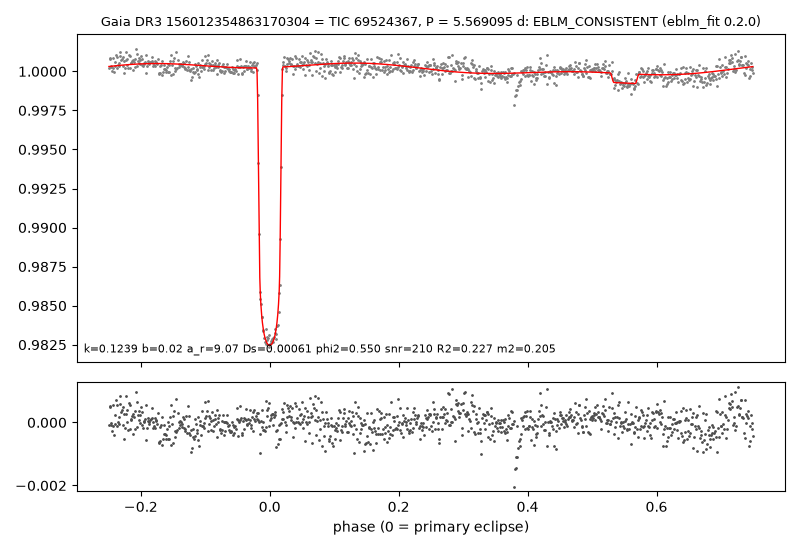 Gaia DR3 156012354863170304 = TIC 69524367, P = 5.569095 d: EBLM_CONSISTENT (eblm_fit 0.2.0)
1.0000
0.9975
0.9950
0.9925
0.9900
0.9875
0.9850
0.9825
k=0.1239 b=0.02 a_r=9.07 Ds=0.00061 phi2=0.550 snr=210 R2=0.227 m2=0.205
0.000
−0.002
−0.2 0.0 0.2 0.4 0.6
phase (0 = primary eclipse)